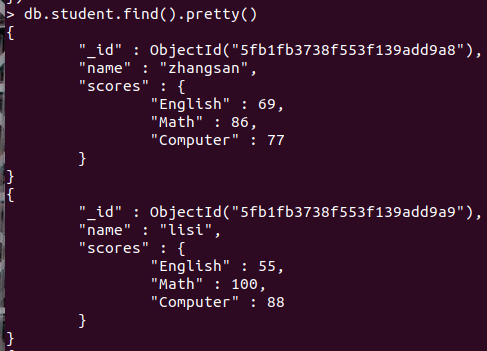 > db.student.find().pretty()
{
        "_id" : ObjectId("5fb1fb3738f553f139add9a8"),
        "name" : "zhangsan",
        "scores" : {
                "English" : 69,
                "Math" : 86,
                "Computer" : 77
        }
}
{
        "_id" : ObjectId("5fb1fb3738f553f139add9a9"),
        "name" : "lisi",
        "scores" : {
                "English" : 55,
                "Math" : 100,
                "Computer" : 88
        }
}